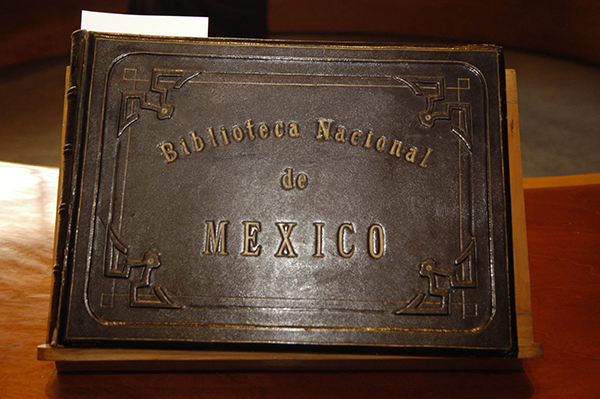 Biblioteca Nacional
de
MEXICO